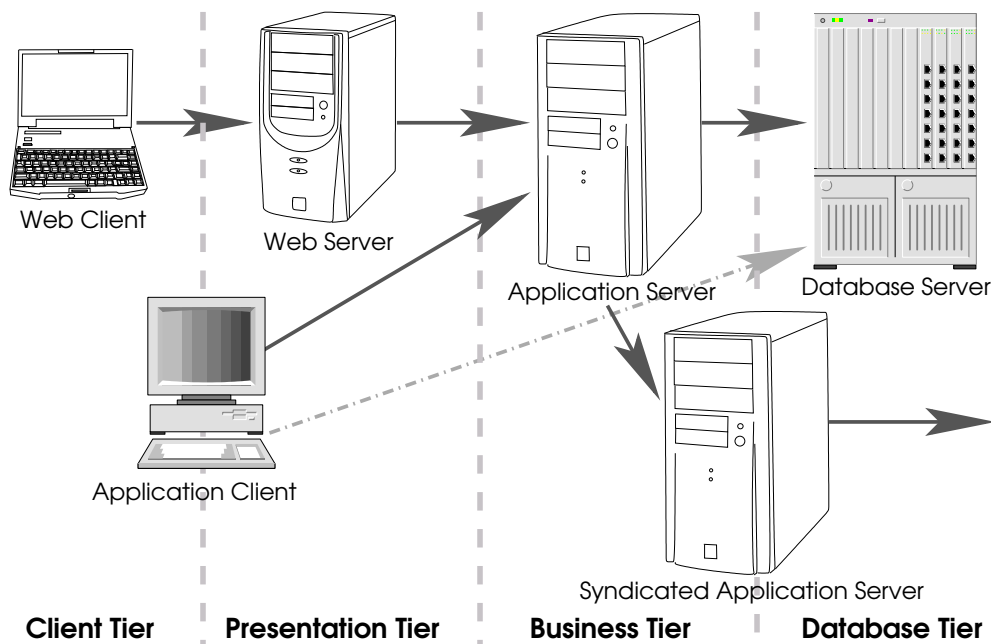 Web Client
Web Server
Application Server
Database Server
Application Client
Syndicated Application Server
Client Tier
Presentation Tier
Business Tier
Database Tier